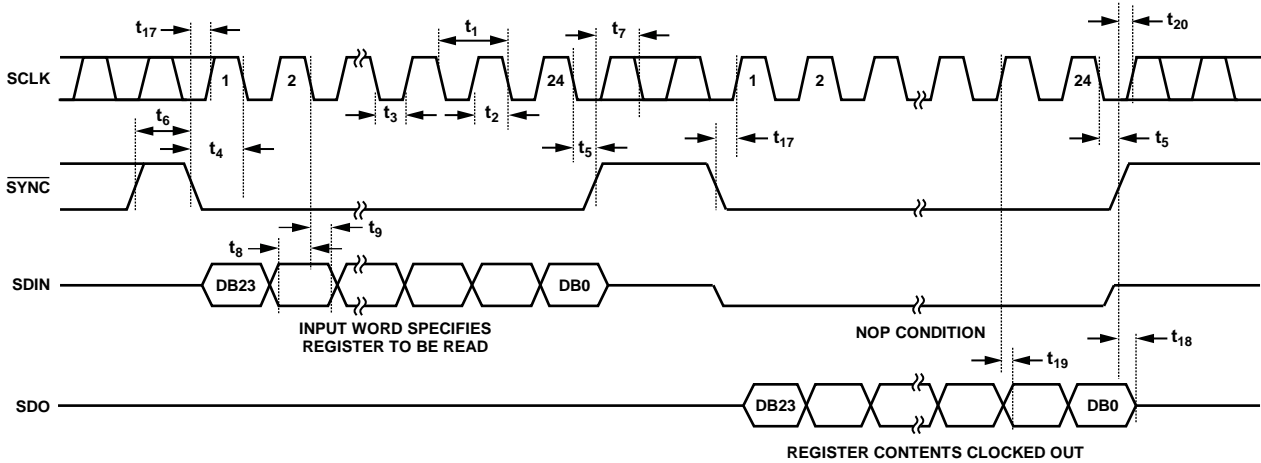 t17
t1
t7
t20
SCLK
1
2
24
1
2
24
t3
t2
t6
t4
t5
t17
t5
SYNC
t9
t8
SDIN
DB23
DB0
INPUT WORD SPECIFIES
REGISTER TO BE READ
NOP CONDITION
t18
t19
SDO
DB23
DB0
REGISTER CONTENTS CLOCKED OUT